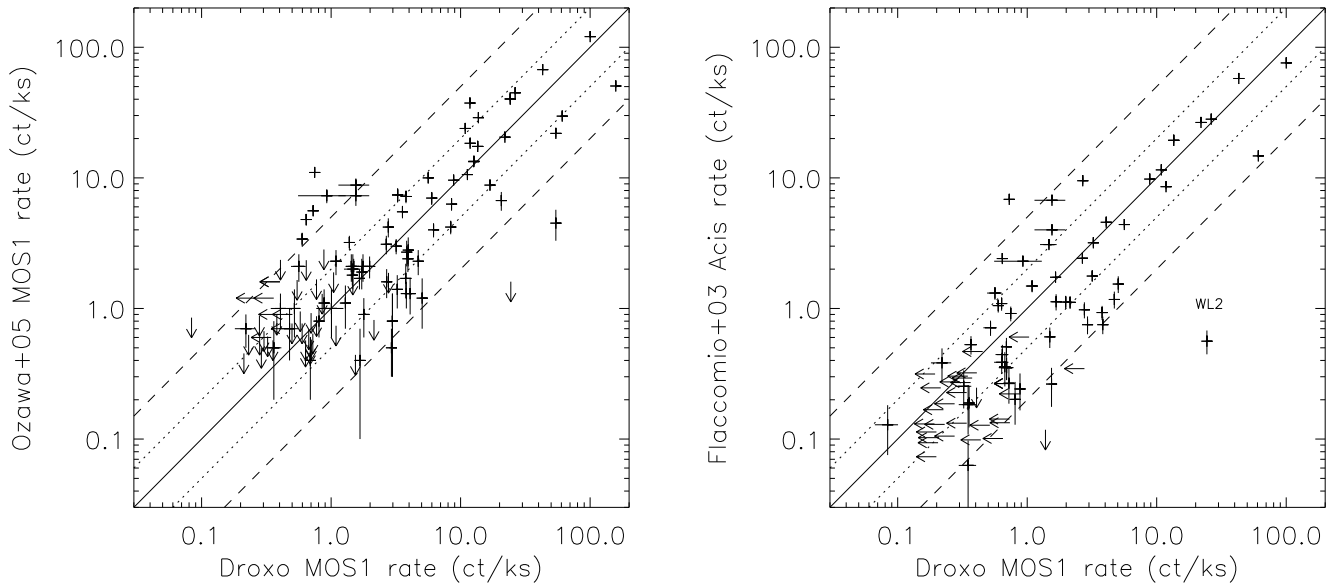 100.0
10.0
1.0
0.1
Ozawa+05 MOS1 rate (ct/ks)
0.1 1.0 10.0 100.0
Droxo MOS1 rate (ct/ks)
100.0
10.0
1.0
0.1
Flaccomio+03 Acis rate (ct/ks)
WL2
0.1 1.0 10.0 100.0
Droxo MOS1 rate (ct/ks)